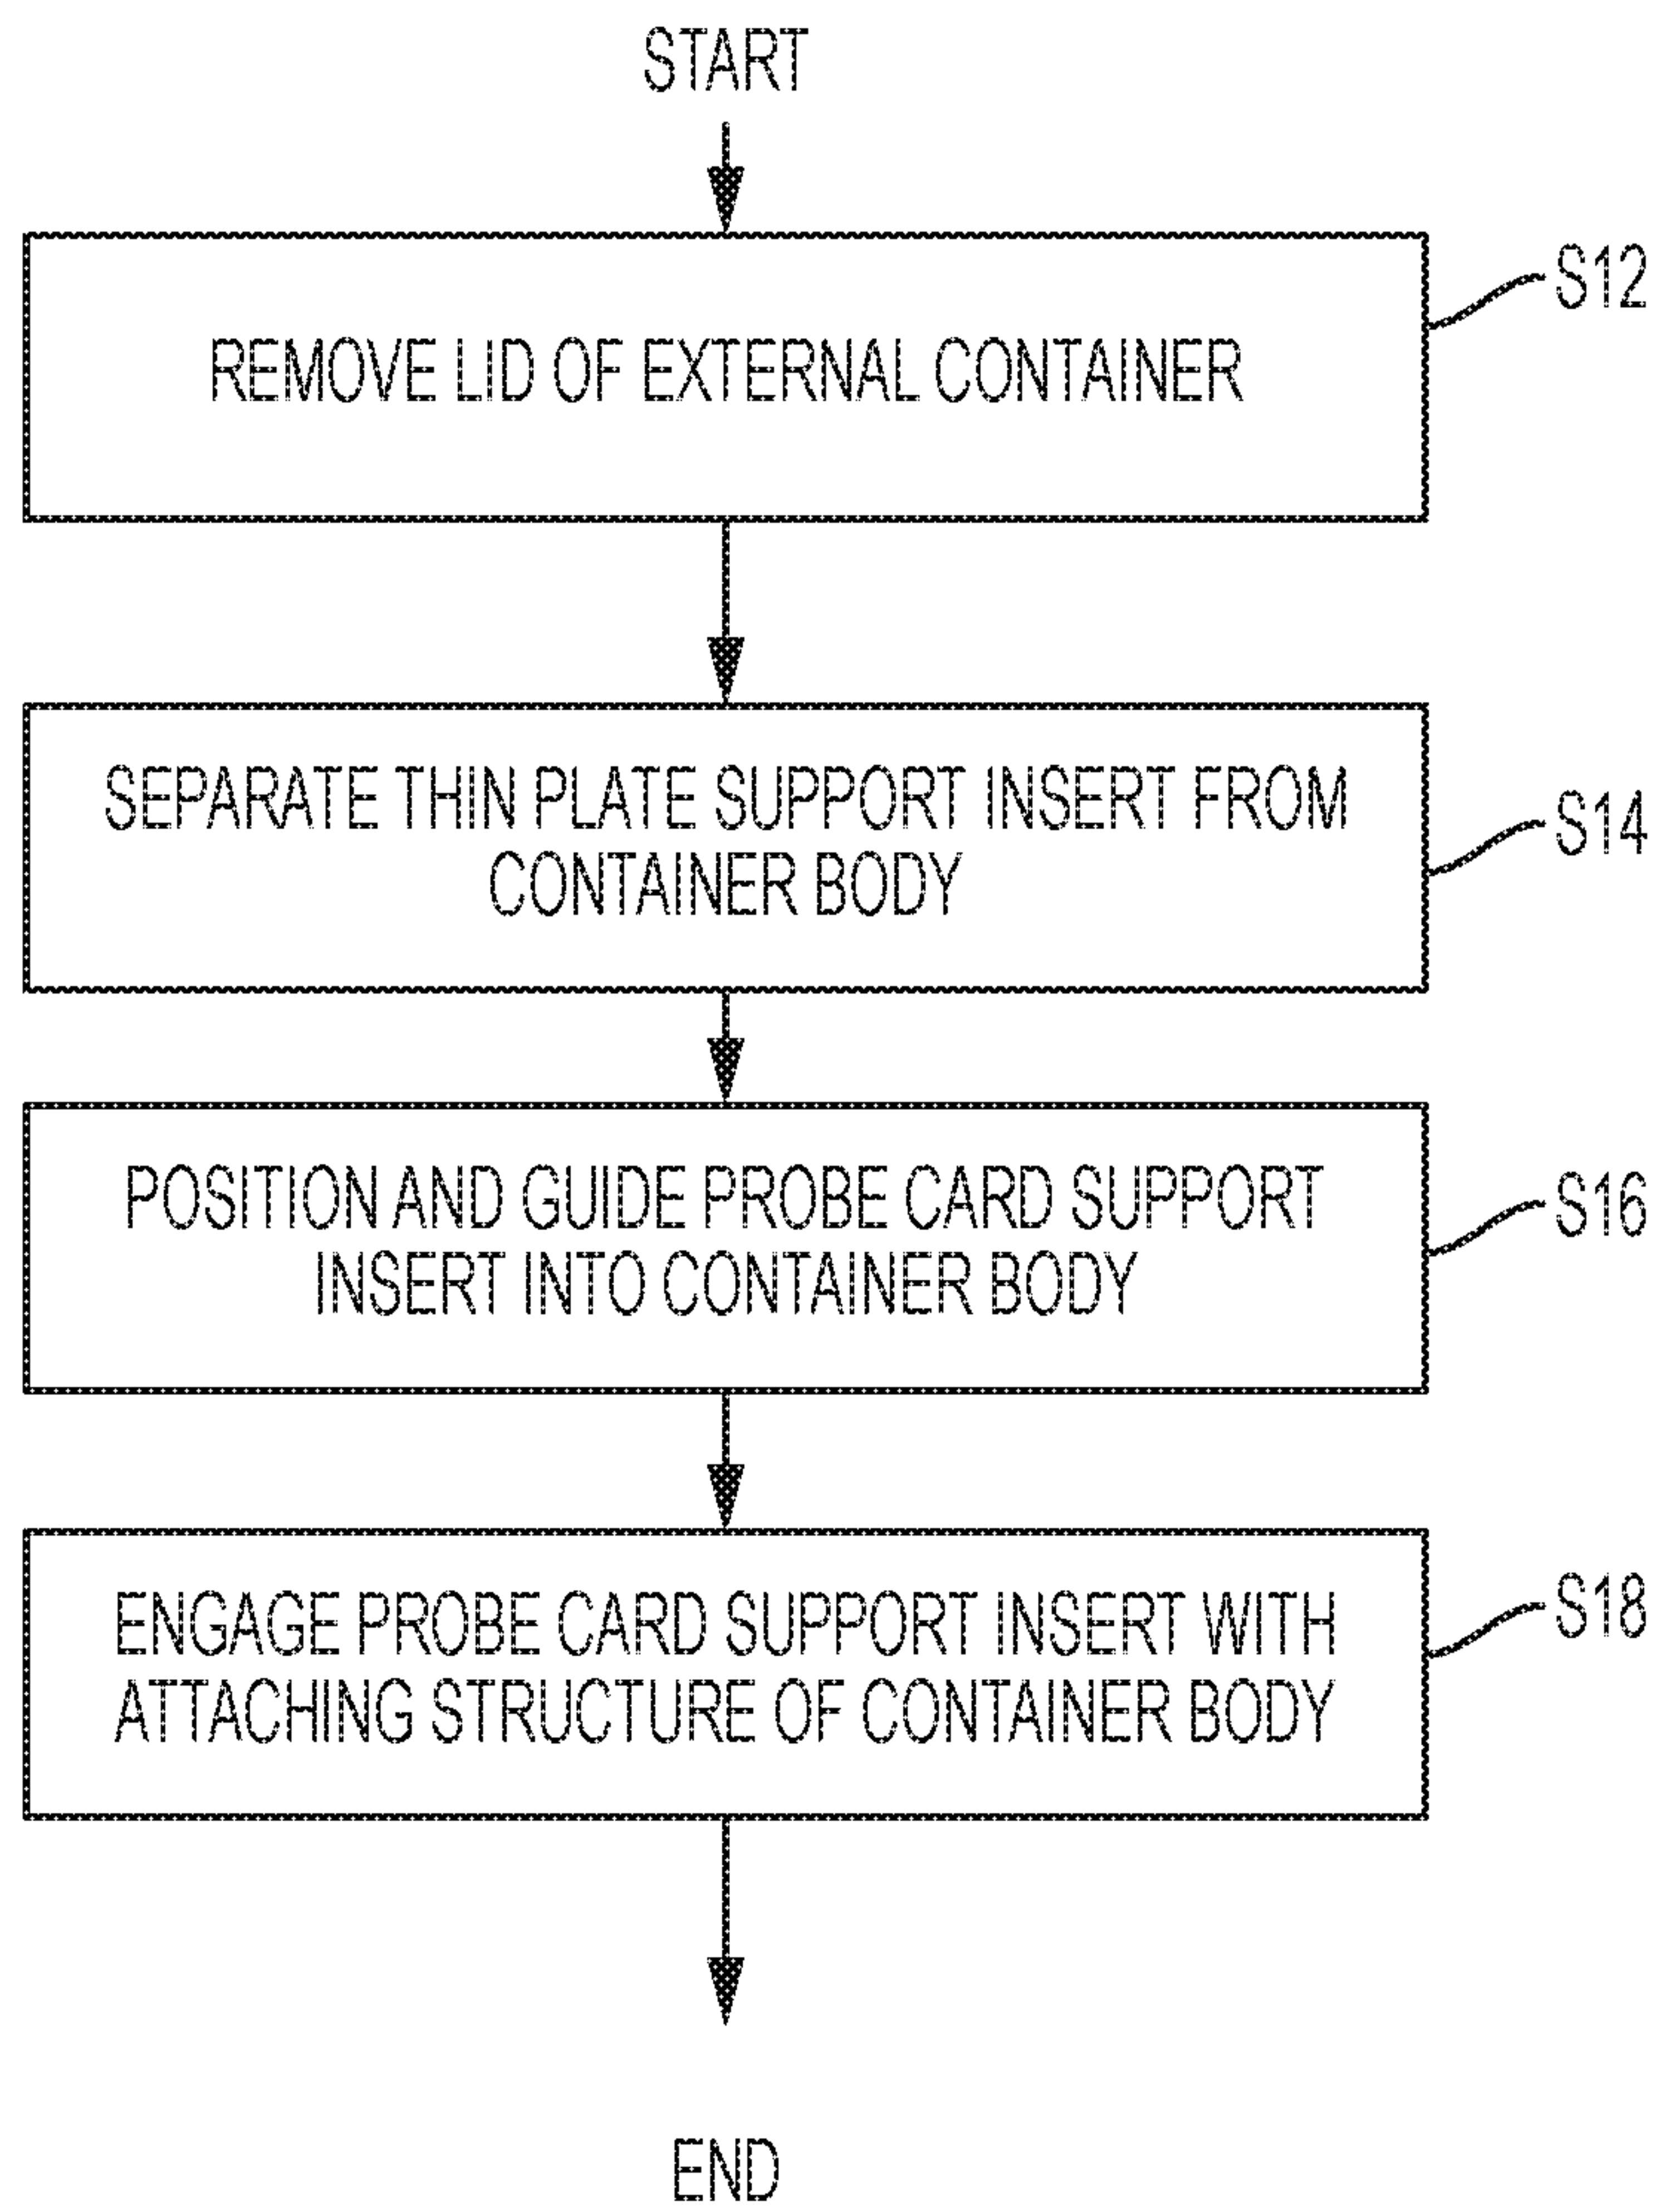 START
S12
REMOVE LID OF EXTERNAL CONTAINER
SEPARATE THIN PLATE SUPPORT INSERT FROM
CONTAINER BODY
S14
POSITION AND GUIDE PROBE CARD SUPPORT
INSERT INTO CONTAINER BODY
S16
ENGAGE PROBE CARD SUPPORT INSERT WITH
ATTACHING STRUCTURE OF CONTAINER BODY
S18
END